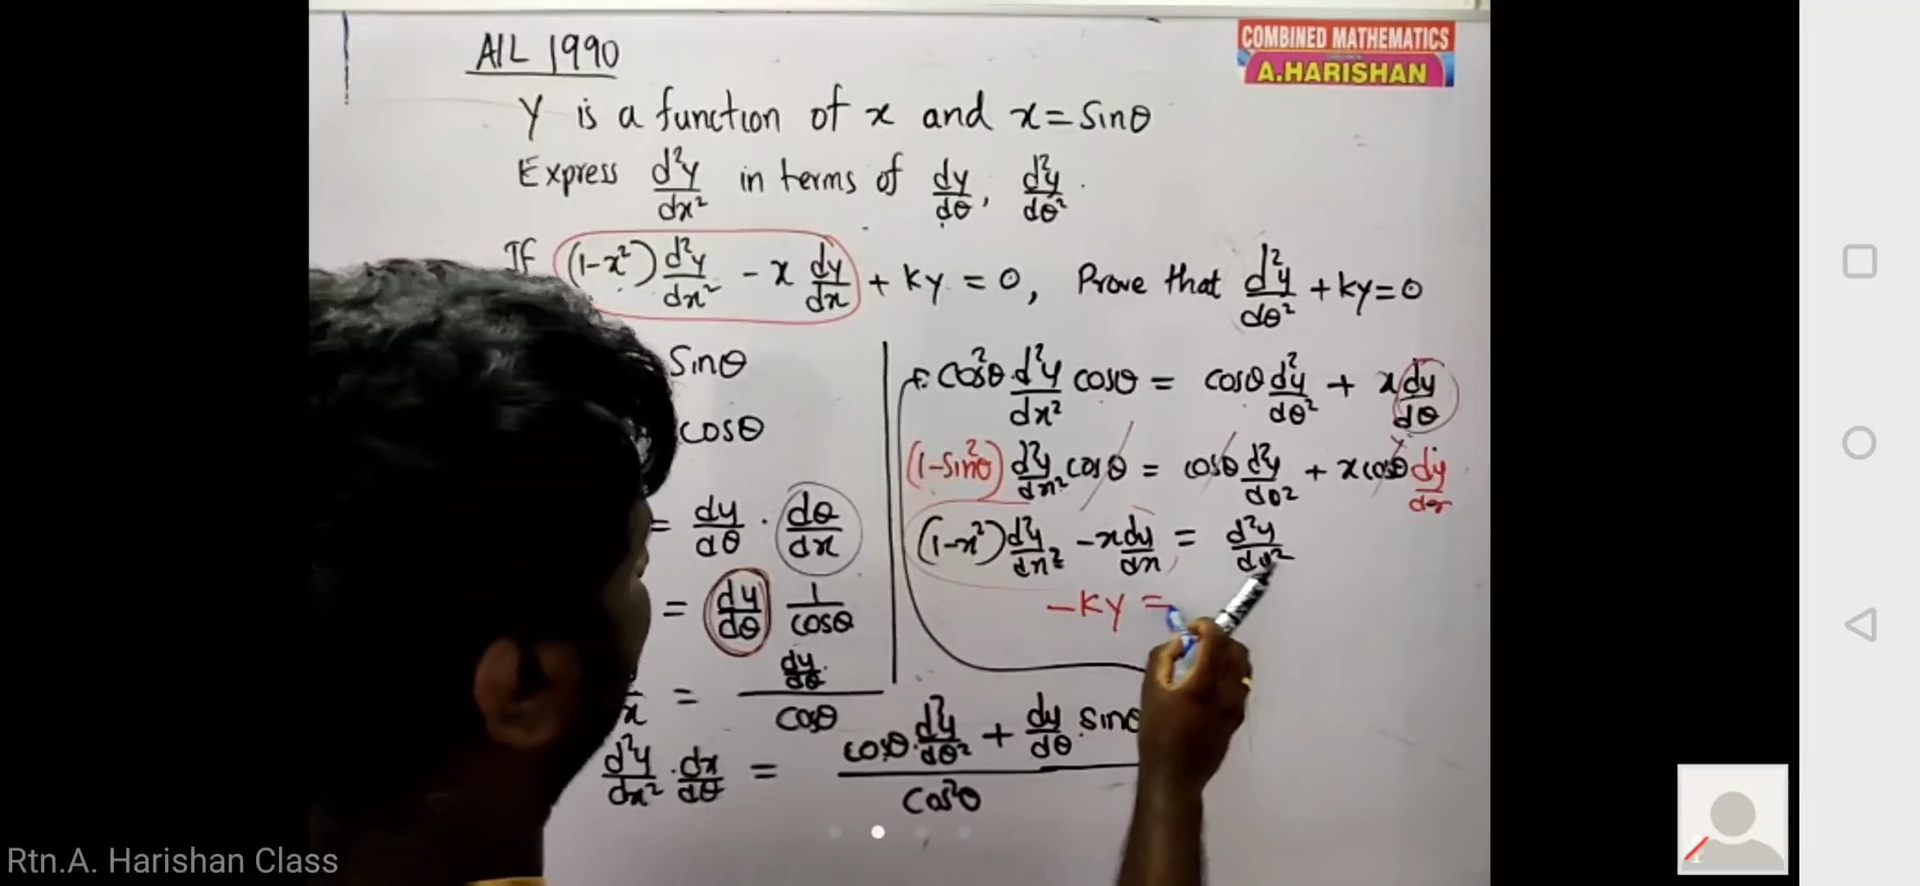 A/L 1990
COMBINED MATHEMATICS
A.HARISHAN
Y is a function of x and x = Sinθ
Express d²y/dx² in terms of dy/dθ, d²y/dθ².
If (1-x²) d²y/dx² - x dy/dx + ky = 0, Prove that d²y/dθ² + ky = 0
Sinθ
cosθ
= dy/dθ · dθ/dx
= dy/dθ 1/cosθ
x = dy/dθ / cosθ
d²y/dx² · dx/dθ = cosθ · d²y/dθ² + dy/dθ sinθ / cos²θ
cos²θ · d²y/dx² cosθ = cosθ d²y/dθ² + x dy/dθ
(1-sin²θ) d²y/dx² cosθ = cosθ d²y/dθ² + x cosθ dy/dx
(1-x²) d²y/dx² - x dy/dx = d²y/dθ²
-ky =
Rtn.A. Harishan Class